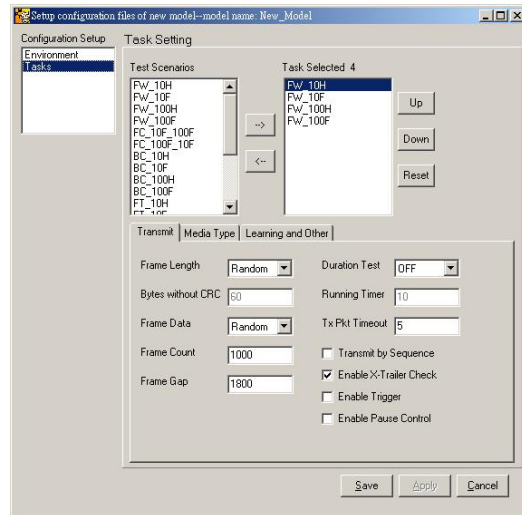 Setup configuration files of new model--model name: New_Model
Configuration Setup
Environment
Tasks
Task Setting
Test Scenarios
FW_10H
FW_10F
FW_100H
FW_100F
FC_10F_100F
FC_100F_10F
BC_10H
BC_10F
BC_100H
BC_100F
FT_10H
FT_10F
-->
<--
Task Selected 4
FW_10H
FW_10F
FW_100H
FW_100F
Up
Down
Reset
Transmit Media Type Learning and Other
Frame Length Random Duration Test OFF
Bytes without CRC 60 Running Timer 10
Frame Data Random Tx Pkt Timeout 5
Frame Count 1000 Transmit by Sequence
Enable X-Trailer Check
Frame Gap 1800
Enable Trigger
Enable Pause Control
Save Apply Cancel